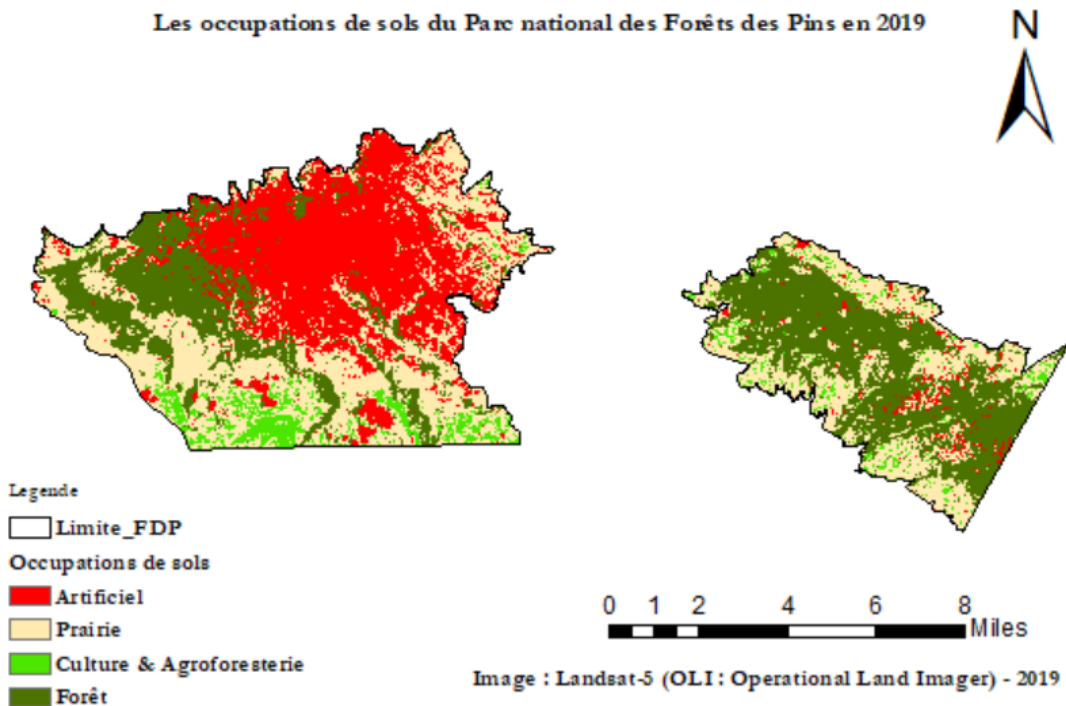 Les occupations de sols du Parc national des Forêts des Pins en 2019
N
Legende
Limite_FDP
Occupations de sols
Artificiel
Prairie
Culture & Agroforesterie
Forêt
0 1 2 4 6 8
Miles
Image : Landsat-5 (OLI : Operational Land Imager) - 2019